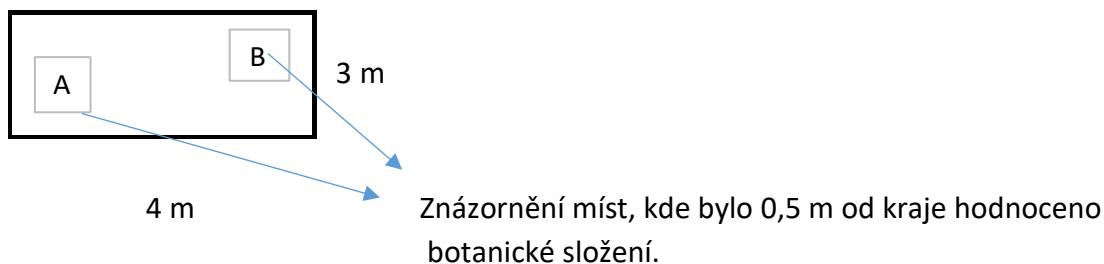 B
A
3 m
4 m
Znázornění míst, kde bylo 0,5 m od kraje hodnoceno
botanické složení.